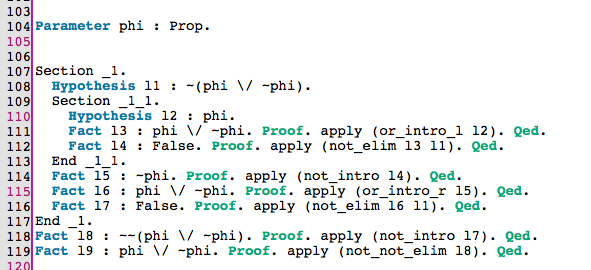 103
104 Parameter phi : Prop.
105
106
107 Section _1.
108   Hypothesis l1 : ~(phi \/ ~phi).
109   Section _1_1.
110     Hypothesis l2 : phi.
111     Fact l3 : phi \/ ~phi. Proof. apply (or_intro_l l2). Qed.
112     Fact l4 : False. Proof. apply (not_elim l3 l1). Qed.
113   End _1_1.
114   Fact l5 : ~phi. Proof. apply (not_intro l4). Qed.
115   Fact l6 : phi \/ ~phi. Proof. apply (or_intro_r l5). Qed.
116   Fact l7 : False. Proof. apply (not_elim l6 l1). Qed.
117 End _1.
118 Fact l8 : ~~(phi \/ ~phi). Proof. apply (not_intro l7). Qed.
119 Fact l9 : phi \/ ~phi. Proof. apply (not_not_elim l8). Qed.
120